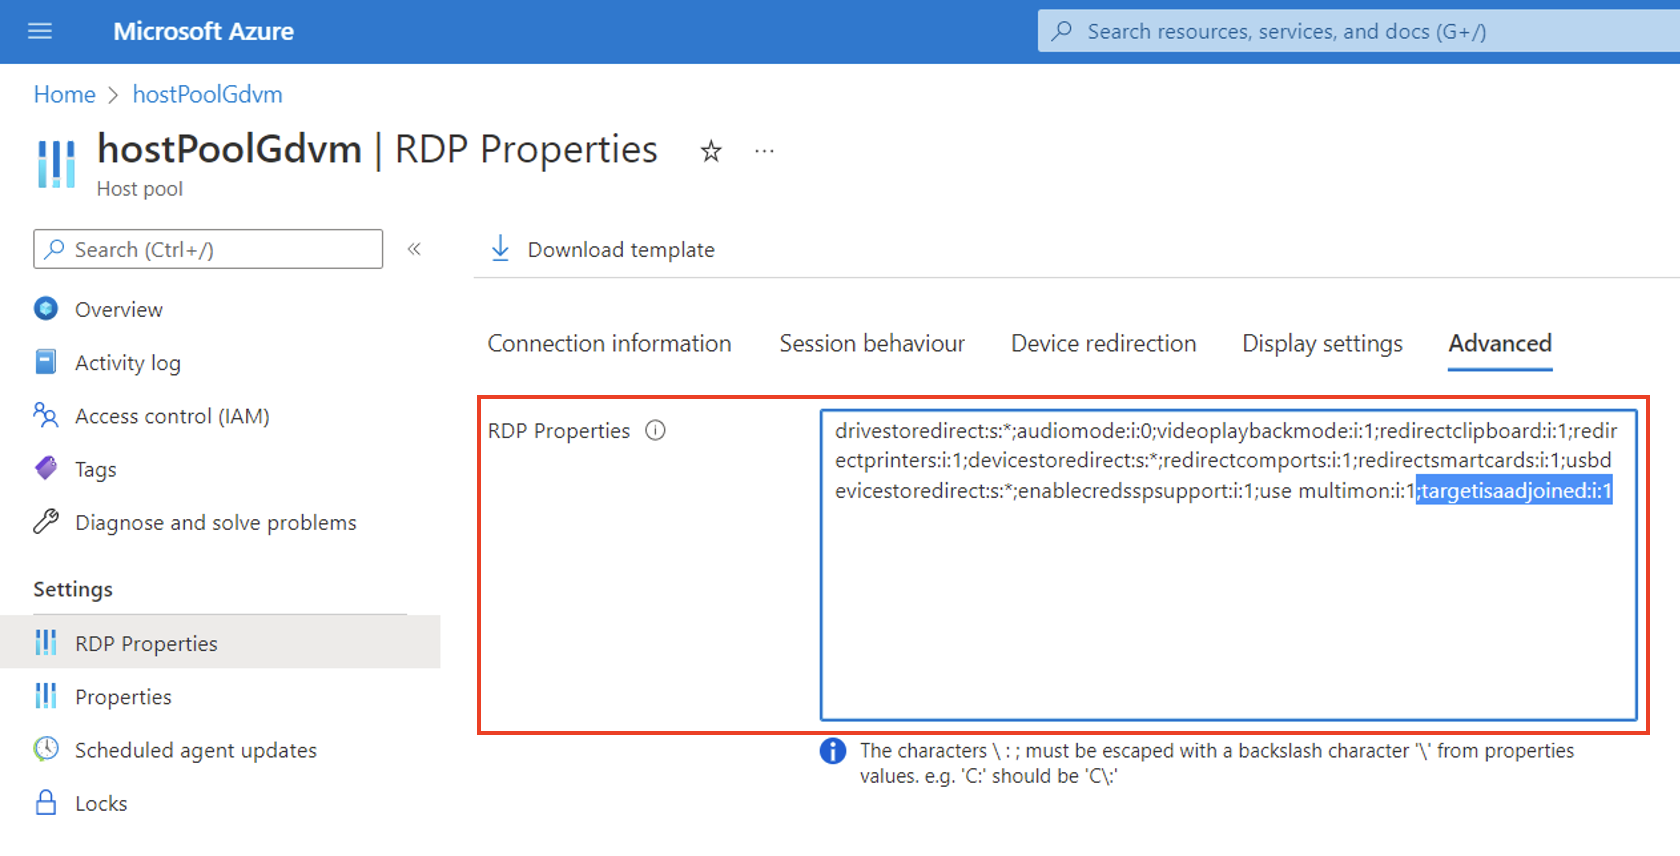 Microsoft Azure
Search resources, services, and docs (G+/)
Home > hostPoolGdvm
hostPoolGdvm | RDP Properties
Host pool
Search (Ctrl+/)
Overview
Activity log
Access control (IAM)
Tags
Diagnose and solve problems
Settings
RDP Properties
Properties
Scheduled agent updates
Locks
Download template
Connection information
Session behaviour
Device redirection
Display settings
Advanced
RDP Properties
drivestoredirect:s:*;audiomode:i:0;videoplaybackmode:i:1;redirectclipboard:i:1;redir
ectprinters:i:1;devicestoredirect:s:*;redirectcomports:i:1;redirectsmartcards:i:1;usbd
evicestoredirect:s:*;enablecredsspsupport:i:1;use multimon:i:1;targetisaadjoined:i:1
The characters \ : ; must be escaped with a backslash character '\' from properties
values. e.g. 'C:' should be 'C\:'